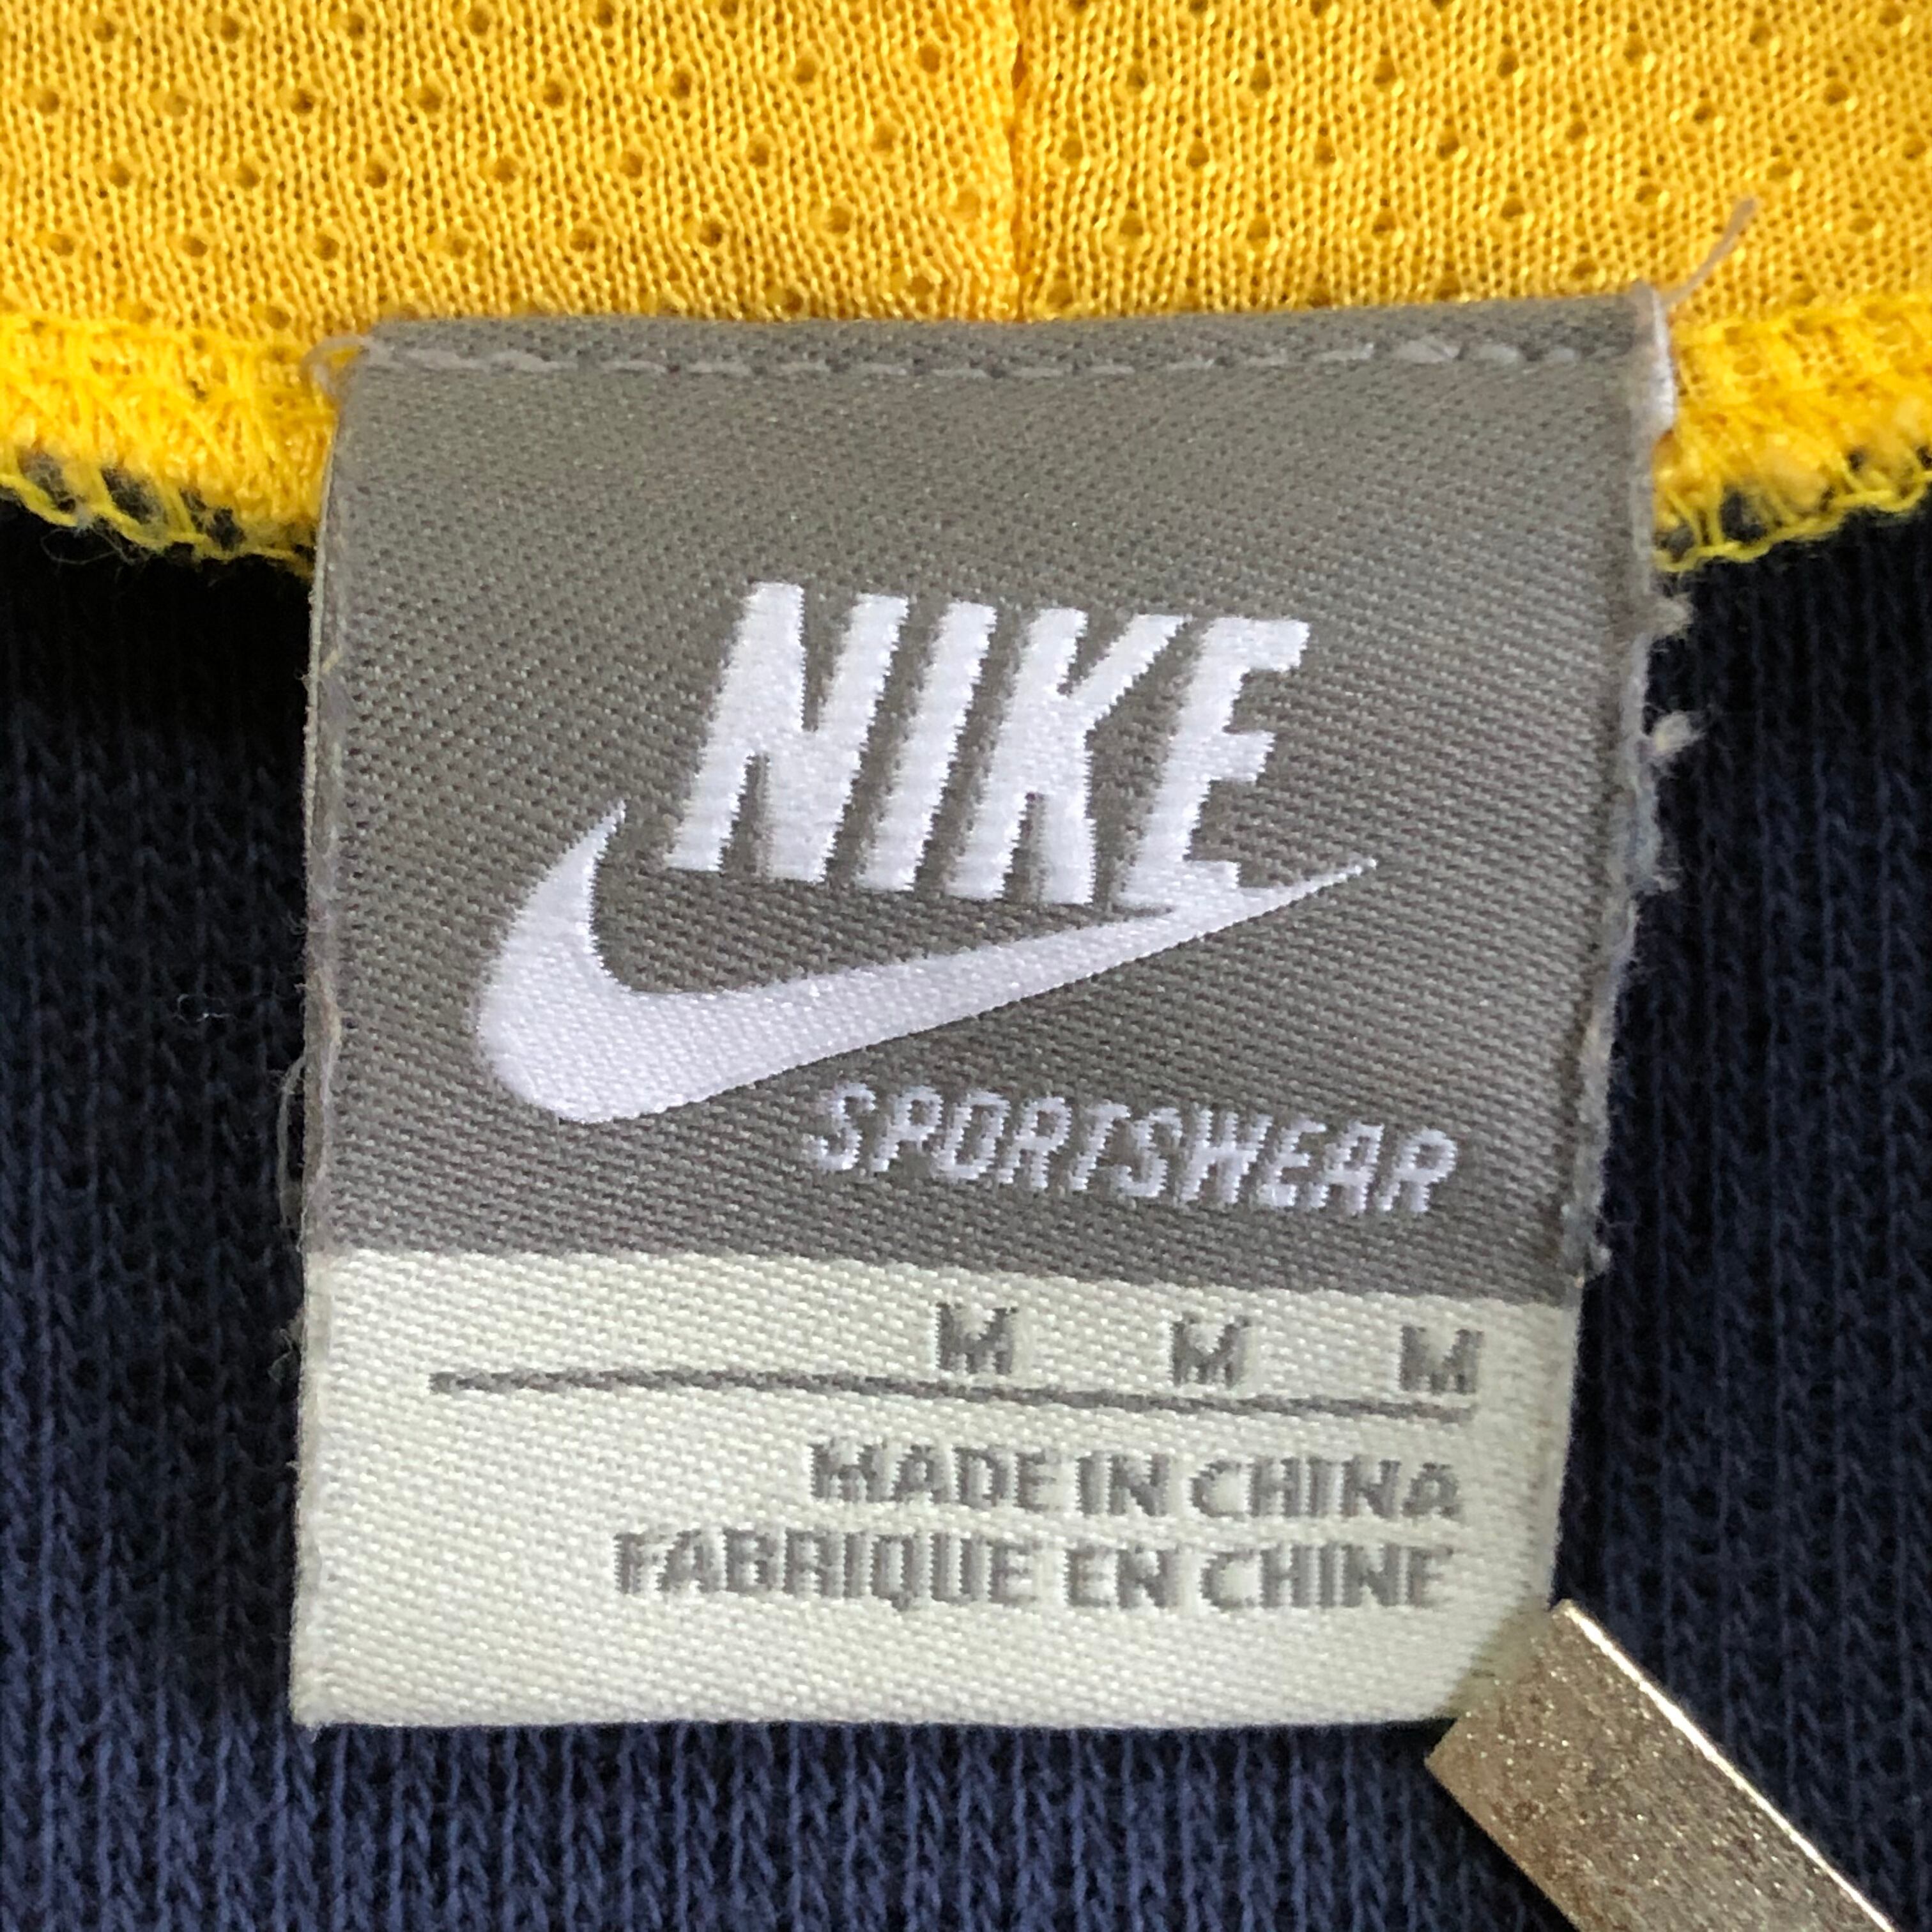 NIKE
SPORTSWEAR
M M M
MADE IN CHINA
FABRIQUE EN CHINE